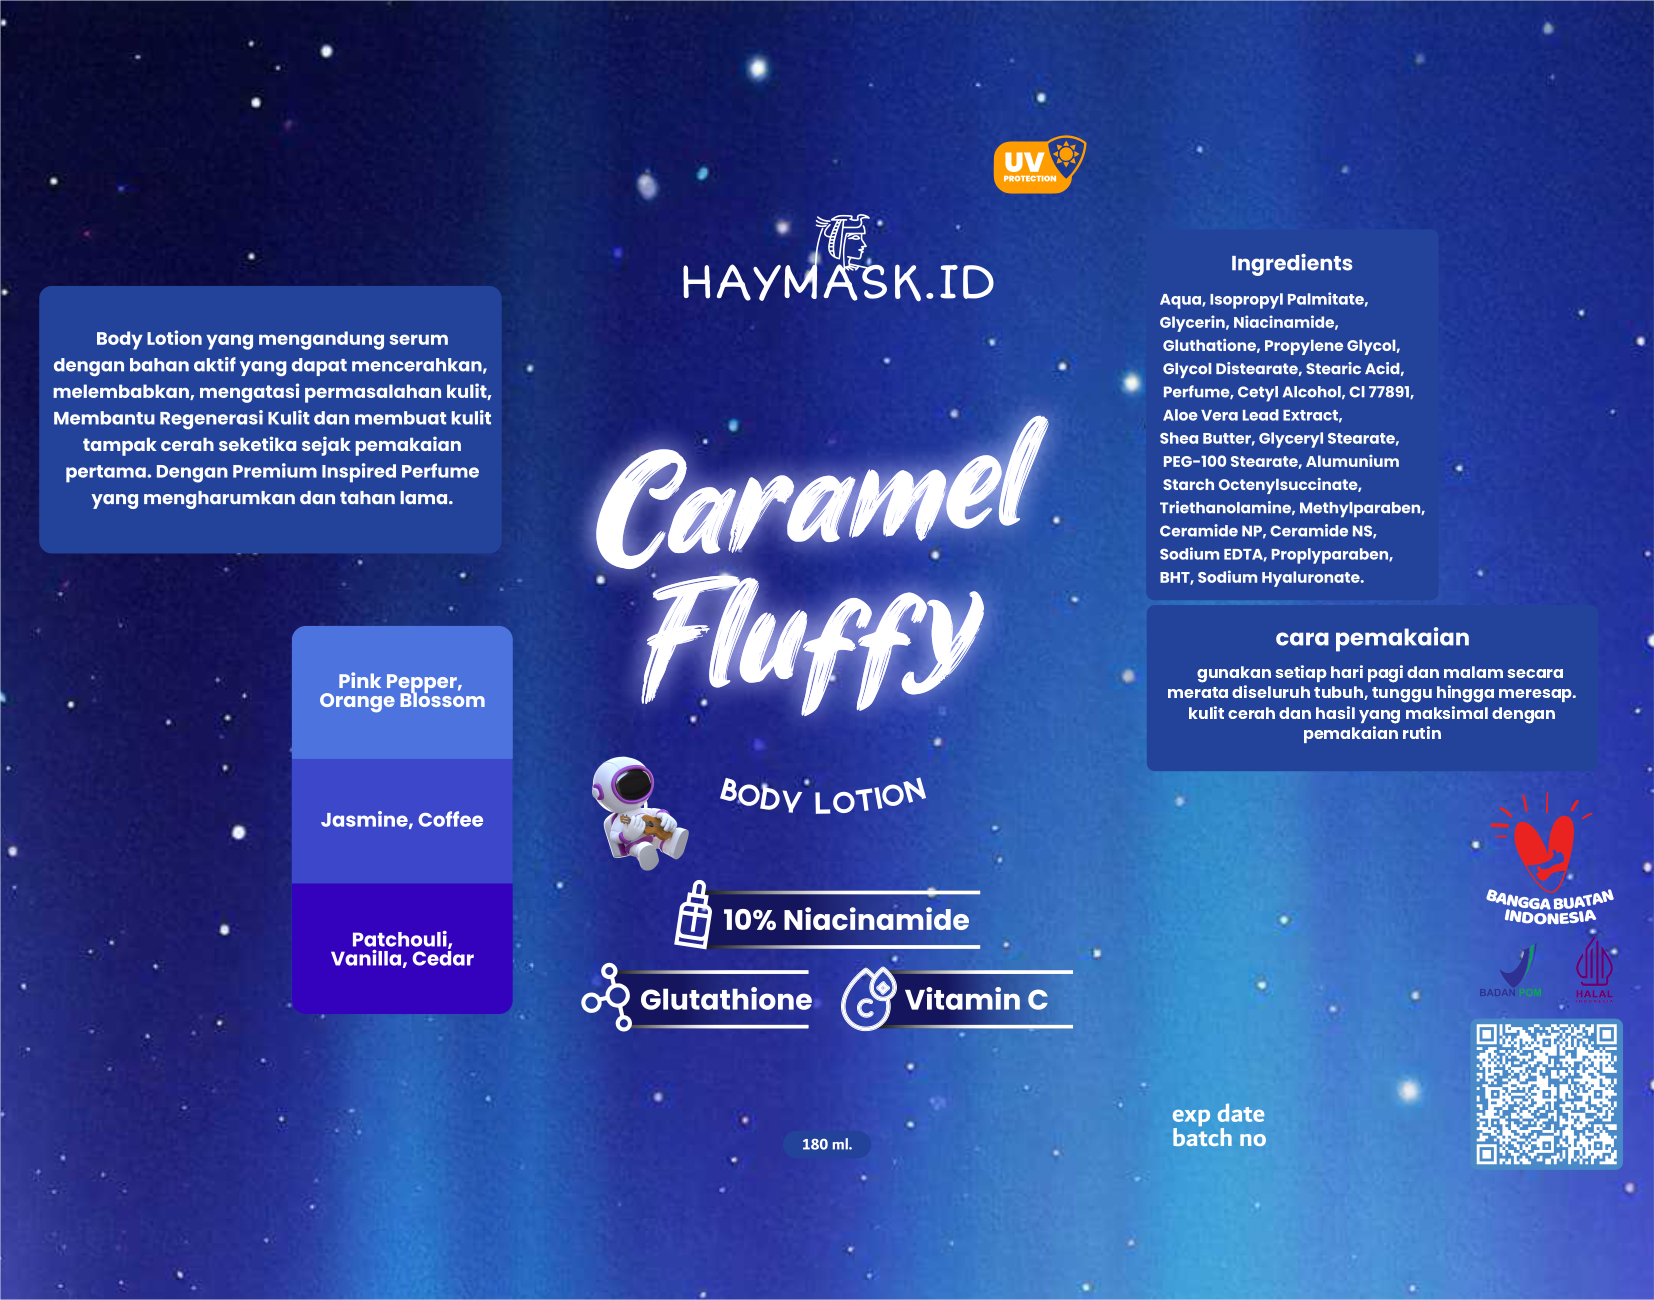 UV
PROTECTION
HAYMASK.ID
Body Lotion yang mengandung serum
dengan bahan aktif yang dapat mencerahkan,
melembabkan, mengatasi permasalahan kulit,
Membantu Regenerasi Kulit dan membuat kulit
tampak cerah seketika sejak pemakaian
pertama. Dengan Premium Inspired Perfume
yang mengharumkan dan tahan lama.
Pink Pepper,
Orange Blossom
Jasmine, Coffee
Patchouli,
Vanilla, Cedar
Caramel
Fluffy
BODY LOTION
10% Niacinamide
Glutathione
C
Vitamin C
180 ml.
Ingredients
Aqua, Isopropyl Palmitate,
Glycerin, Niacinamide,
Gluthatione, Propylene Glycol,
Glycol Distearate, Stearic Acid,
Perfume, Cetyl Alcohol, Cl 77891,
Aloe Vera Lead Extract,
Shea Butter, Glyceryl Stearate,
PEG-100 Stearate, Alumunium
Starch Octenylsuccinate,
Triethanolamine, Methylparaben,
Ceramide NP, Ceramide NS,
Sodium EDTA, Proplyparaben,
BHT, Sodium Hyaluronate.
cara pemakaian
gunakan setiap hari pagi dan malam secara
merata diseluruh tubuh, tunggu hingga meresap.
kulit cerah dan hasil yang maksimal dengan
pemakaian rutin
BANGGA BUATAN
INDONESIA
BADAN POM
HALAL
exp date
batch no